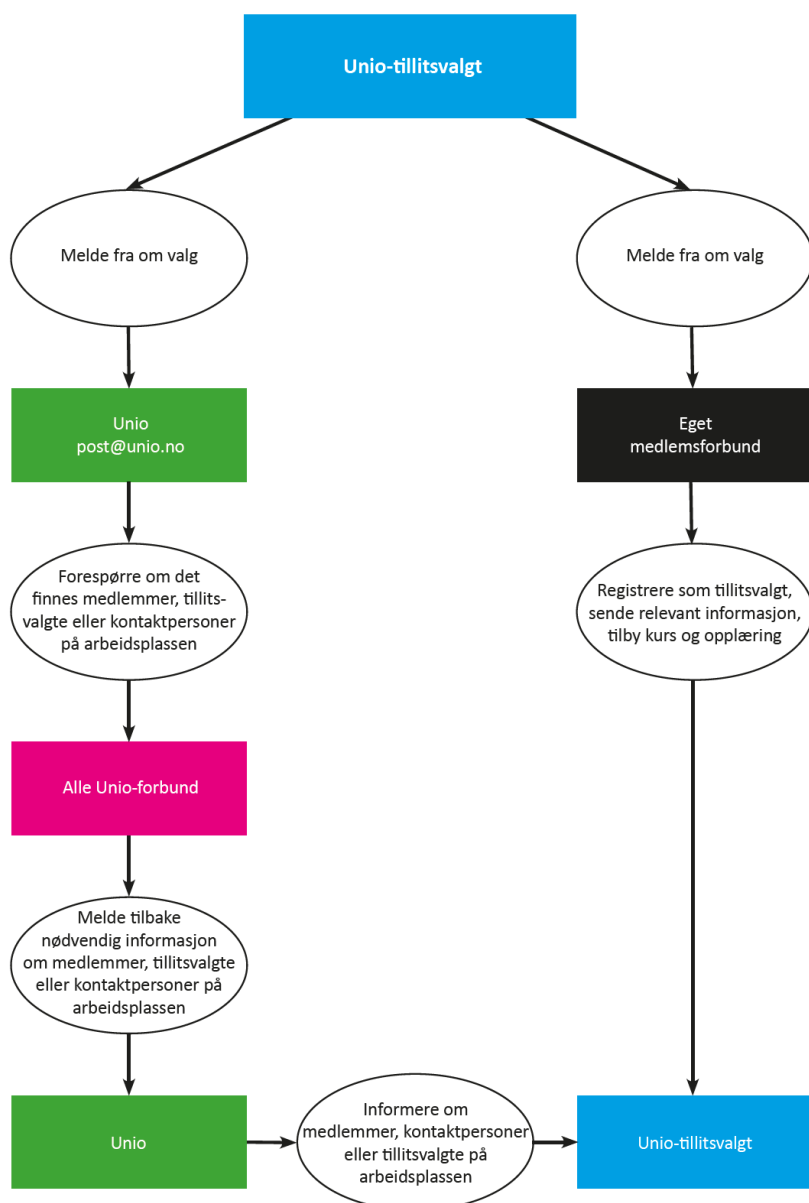 Unio-tillitsvalgt
Melde fra om valg
Melde fra om valg
Unio
post@unio.no
Eget
medlemsforbund
Forespørre om det
finnes medlemmer, tillits-
valgte eller kontaktpersoner
på arbeidsplassen
Registrere som tillitsvalgt,
sende relevant informasjon,
tilby kurs og opplæring
Alle Unio-forbund
Melde tilbake
nødvendig informasjon
om medlemmer, tillitsvalgte
eller kontaktpersoner på
arbeidsplassen
Unio
Informere om
medlemmer, kontaktpersoner
eller tillitsvalgte på
arbeidsplassen
Unio-tillitsvalgt